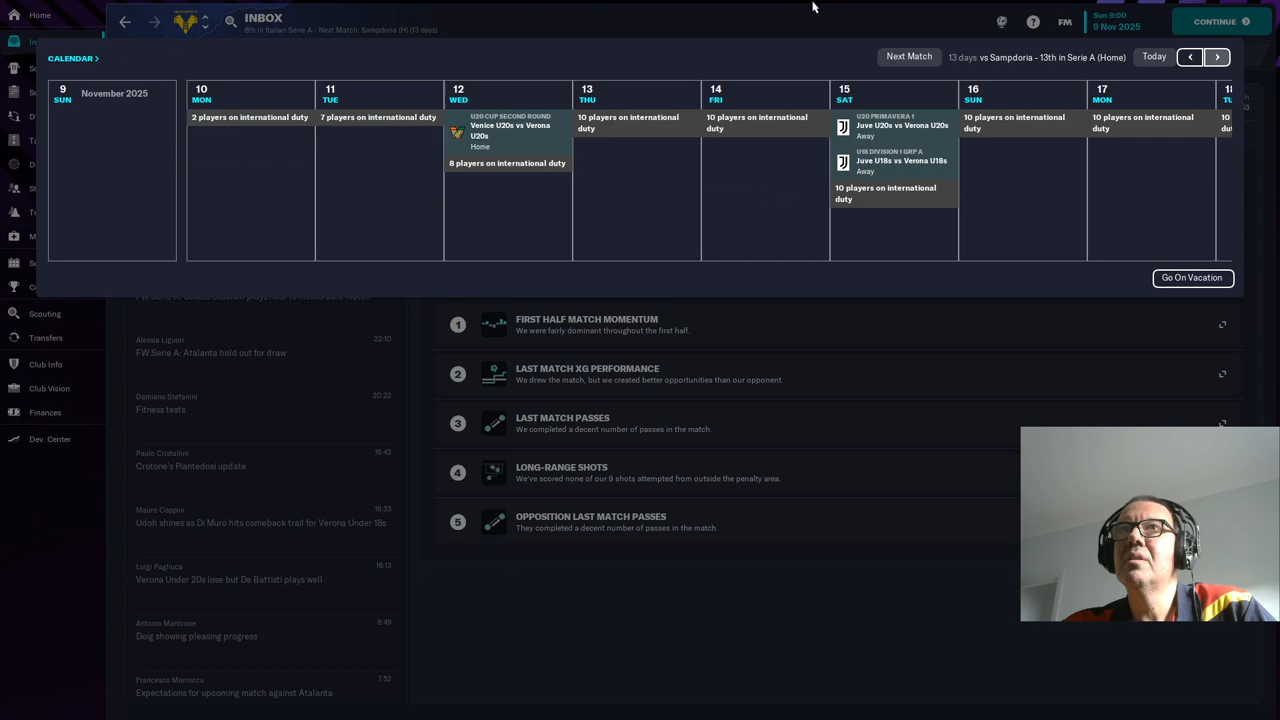 Home
INBOX
6th in Italian Serie A - Next Match: Sampdoria (H) (13 days)
FM
Sun 9:00
9 Nov 2025
CONTINUE
CALENDAR
Next Match
13 days vs Sampdoria - 13th in Serie A (Home)
Today
9
SUN
November 2025
10
MON
2 players on international duty
11
TUE
7 players on international duty
12
WED
U20 CUP SECOND ROUND
Venice U20s vs Verona
U20s
Home
8 players on international duty
13
THU
10 players on international
duty
14
FRI
10 players on international
duty
15
SAT
U20 PRIMAVERA 1
Juve U20s vs Verona U20s
Away
U18 DIVISION 1 GRP A
Juve U18s vs Verona U18s
Away
10 players on international
duty
16
SUN
10 players on international
duty
17
MON
10 players on international
duty
10
duty
Go On Vacation
Scouting
Transfers
Club Info
Club Vision
Finances
Dev. Center
Alessia Liguori
22:10
FW:Serie A: Atalanta hold out for draw
Damiano Stefanini
20:22
Fitness tests
Paolo Cristallini
16:42
Crotone's Piantedosi update
Mauro Coppini
16:33
Udoh shines as Di Muro hits comeback trail for Verona Under 18s
Luigi Pagliuca
16:13
Verona Under 20s lose but De Battisti plays well
Antonio Manicone
8:49
Doig showing pleasing progress
Francesco Marroccu
7:52
Expectations for upcoming match against Atalanta
1
FIRST HALF MATCH MOMENTUM
We were fairly dominant throughout the first half.
2
LAST MATCH XG PERFORMANCE
We drew the match, but we created better opportunities than our opponent.
3
LAST MATCH PASSES
We completed a decent number of passes in the match.
4
LONG-RANGE SHOTS
We've scored none of our 9 shots attempted from outside the penalty area.
5
OPPOSITION LAST MATCH PASSES
They completed a decent number of passes in the match.